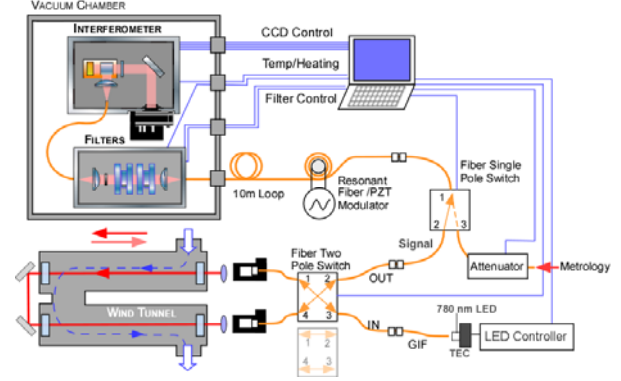 VACUUM CHAMBER
INTERFEROMETER
CCD Control
Temp/Heating
Filter Control
FILTERS
10m Loop
Resonant
Fiber /PZT
Modulator
Fiber Single
Pole Switch
1
2 3
Signal
Attenuator
Metrology
Fiber Two
Pole Switch
1 2
4 3
OUT
WIND TUNNEL
780 nm LED
IN
GIF
TEC
LED Controller
1 2
4 3